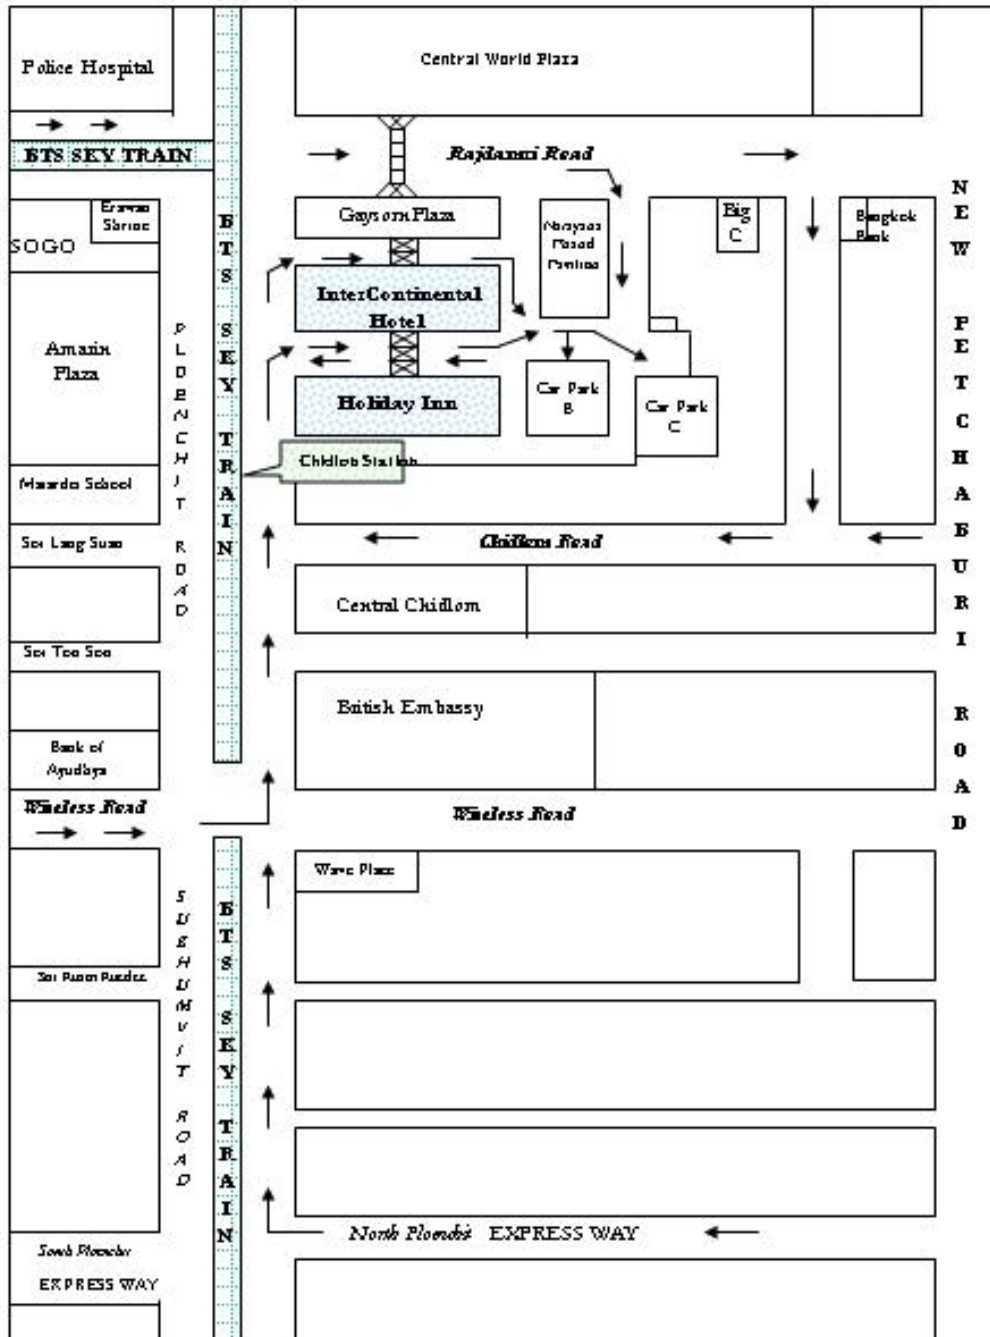 Police Hospital
Central World Plaza
BTS SKY TRAIN
Rajdamri Road
Erawan
Shrine
SOGO
Gaysorn Plaza
Big
C
Bangkok
Bank
InterContinental
Hotel
Amarin
Plaza
Holiday Inn
Car Park
B
Car Park
C
Chidlom Station
School
Soi Lang Suan
Chidlom Road
Central Chidlom
Soi Ton Son
British Embassy
Bank of
Ayudhya
Wireless Road
Wireless Road
Wave Place
PLOENCHIT ROAD
BTS SKY TRAIN
NEW PETCHABURI ROAD
SUKHUMVIT ROAD
BTS SKY TRAIN
North Ploenchit EXPRESS WAY
South Ploenchit
EXPRESS WAY